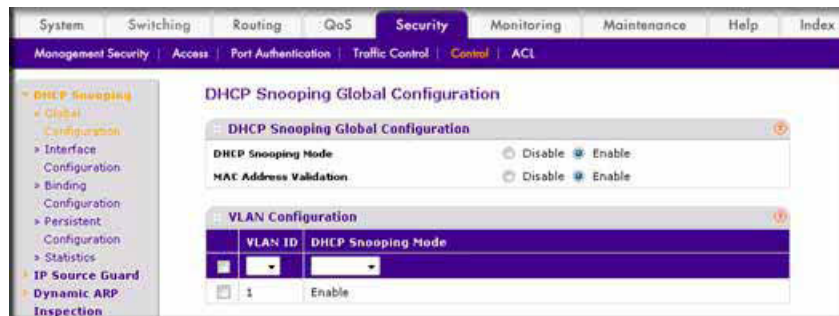 System Switching Routing QoS Security Monitoring Maintenance Help Index
Management Security | Access | Port Authentication | Traffic Control | Control | ACL
DHCP Snooping
» Global
Configuration
» Interface
Configuration
» Binding
Configuration
» Persistent
Configuration
» Statistics
IP Source Guard
Dynamic ARP
Inspection
DHCP Snooping Global Configuration
DHCP Snooping Global Configuration
DHCP Snooping Mode Disable Enable
MAC Address Validation Disable Enable
VLAN Configuration
VLAN ID DHCP Snooping Mode
1 Enable